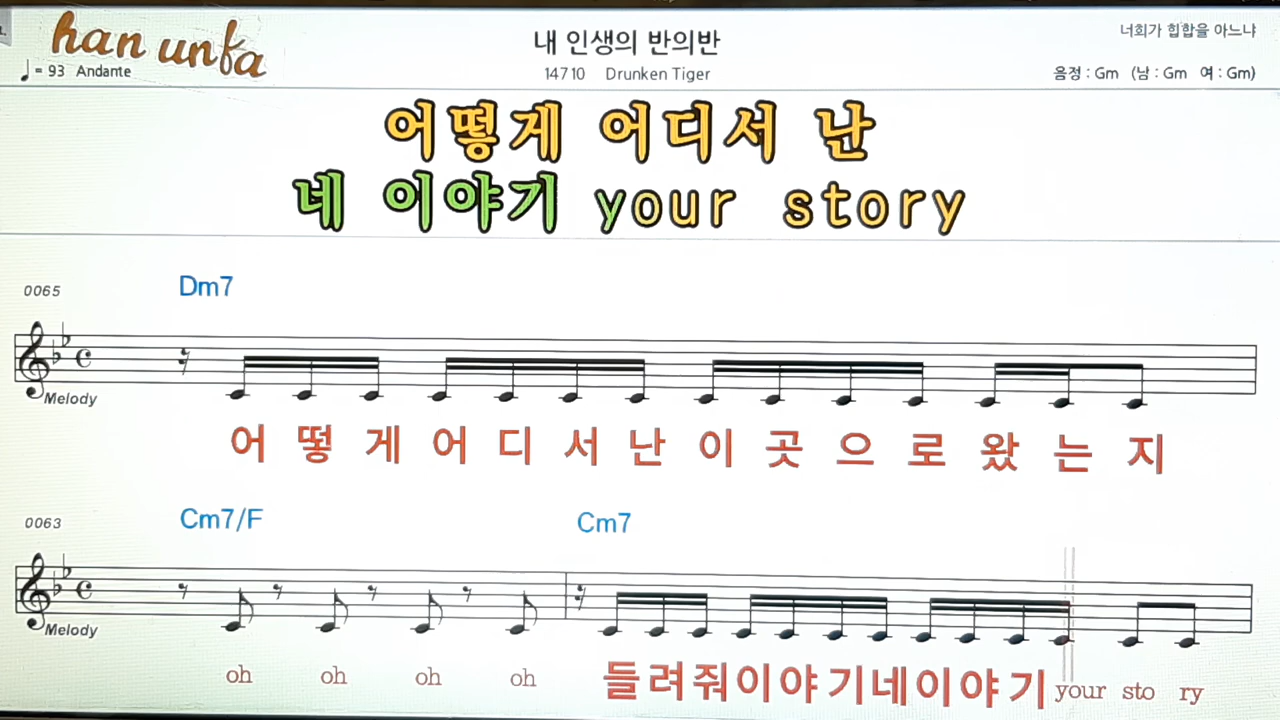 han unfa
♩ = 93 Andante
내 인생의 반의반
14710 Drunken Tiger
너희가 힙합을 아느냐
음정 : Gm (남 : Gm 여 : Gm)
어떻게 어디서 난
네 이야기 your story
0065
Dm7
Melody
어 떻 게 어 디 서 난 이 곳 으 로 왔 는 지
0063
Cm7/F Cm7
Melody
oh oh oh oh 들려줘이야기네이야기 your sto ry